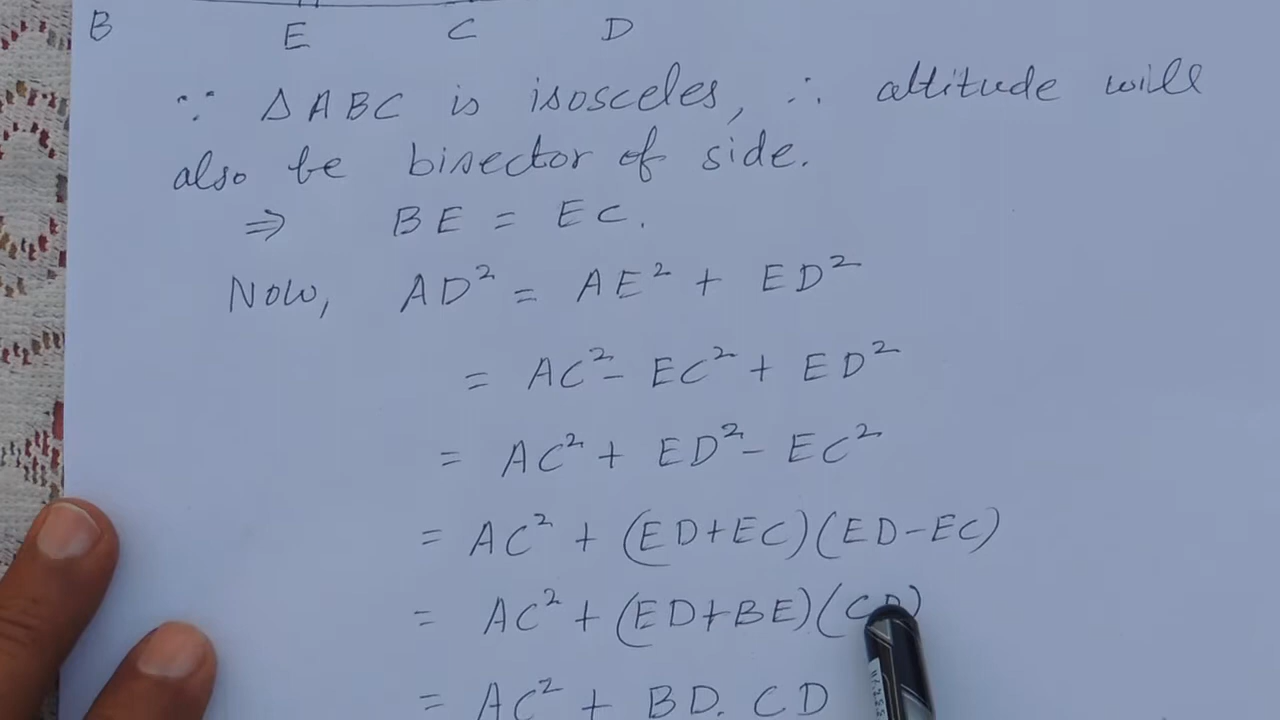 B E C D
∵ ΔABC is isosceles, ∴ altitude will
also be bisector of side.
⇒ BE = EC.
Now, AD² = AE² + ED²
= AC² - EC² + ED²
= AC² + ED² - EC²
= AC² + (ED+EC)(ED-EC)
= AC² + (ED+BE)(CD)
= AC² + BD. CD